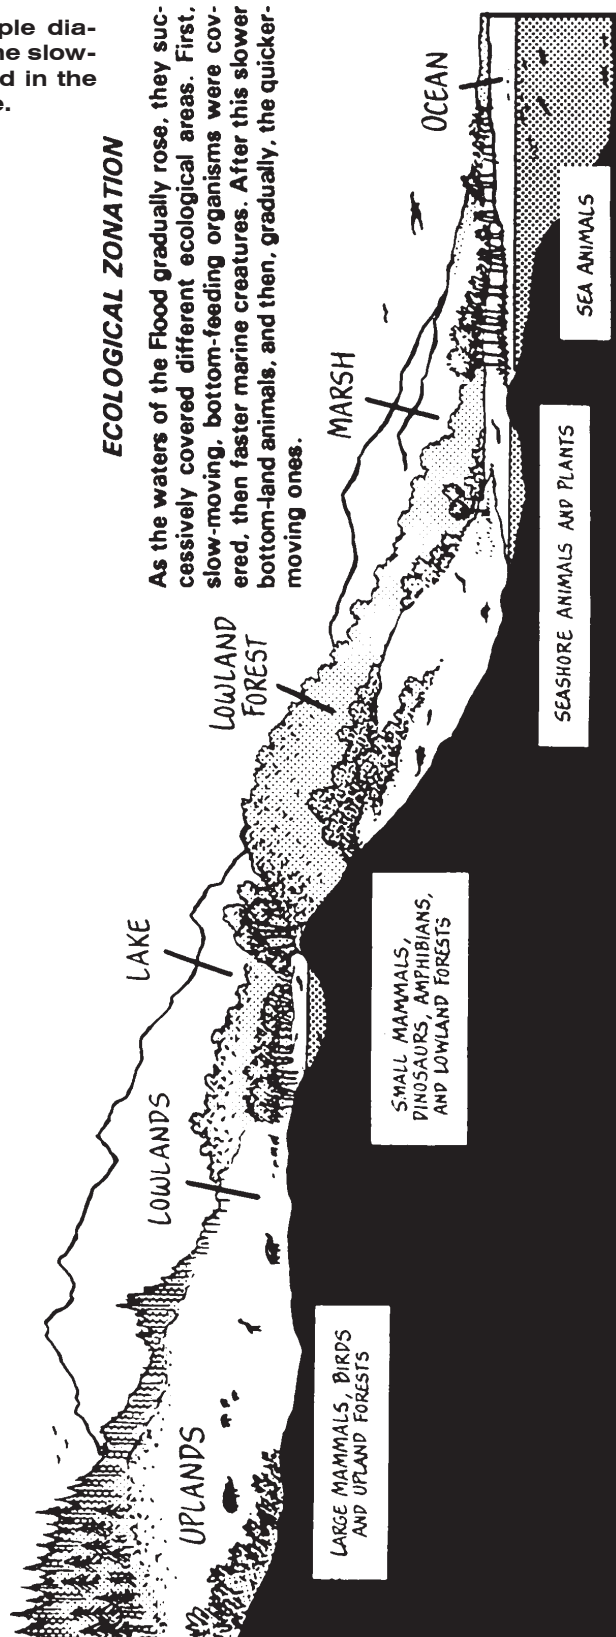 ple dia-
ne slow-
d in the
e.
ECOLOGICAL ZONATION
As the waters of the Flood gradually rose, they suc-
cessively covered different ecological areas. First,
slow-moving, bottom-feeding organisms were cov-
ered, then faster marine creatures. After this slower
bottom-land animals, and then, gradually, the quicker-
moving ones.
UPLANDS
LOWLANDS
LAKE
LOWLAND
FOREST
MARSH
OCEAN
LARGE MAMMALS, BIRDS
AND UPLAND FORESTS
SMALL MAMMALS,
DINOSAURS, AMPHIBIANS,
AND LOWLAND FORESTS
SEASHORE ANIMALS AND PLANTS
SEA ANIMALS